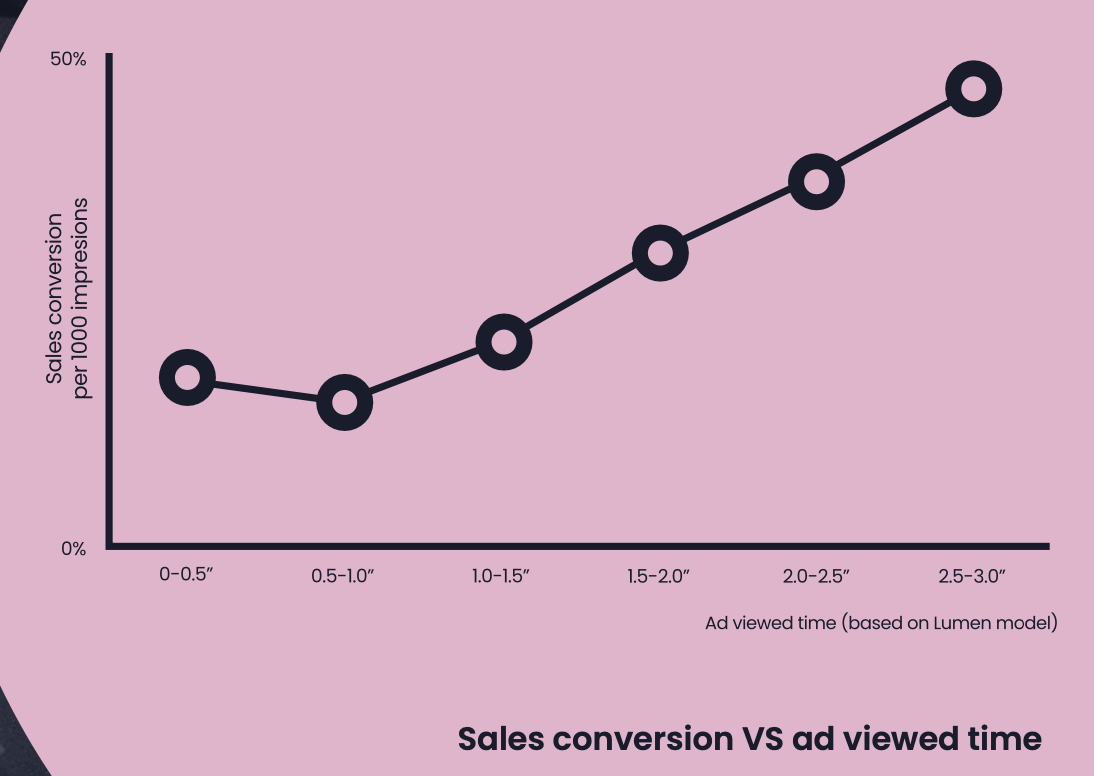 50%
Sales conversion
per 1000 impresions
0%
0-0.5”
0.5-1.0”
1.0-1.5”
1.5-2.0”
2.0-2.5”
2.5-3.0”
Ad viewed time (based on Lumen model)
Sales conversion VS ad viewed time